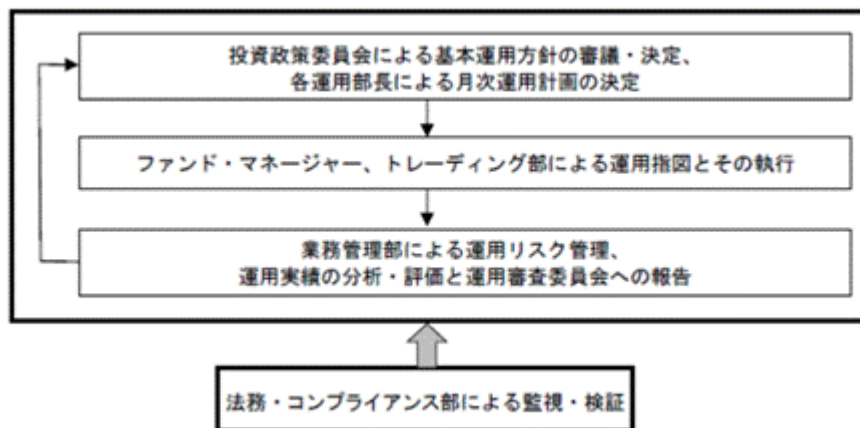 投資政策委員会による基本運用方針の審議・決定、
各運用部長による月次運用計画の決定
ファンド・マネージャー、トレーディング部による運用指図とその執行
業務管理部による運用リスク管理、
運用実績の分析・評価と運用審査委員会への報告
法務・コンプライアンス部による監視・検証